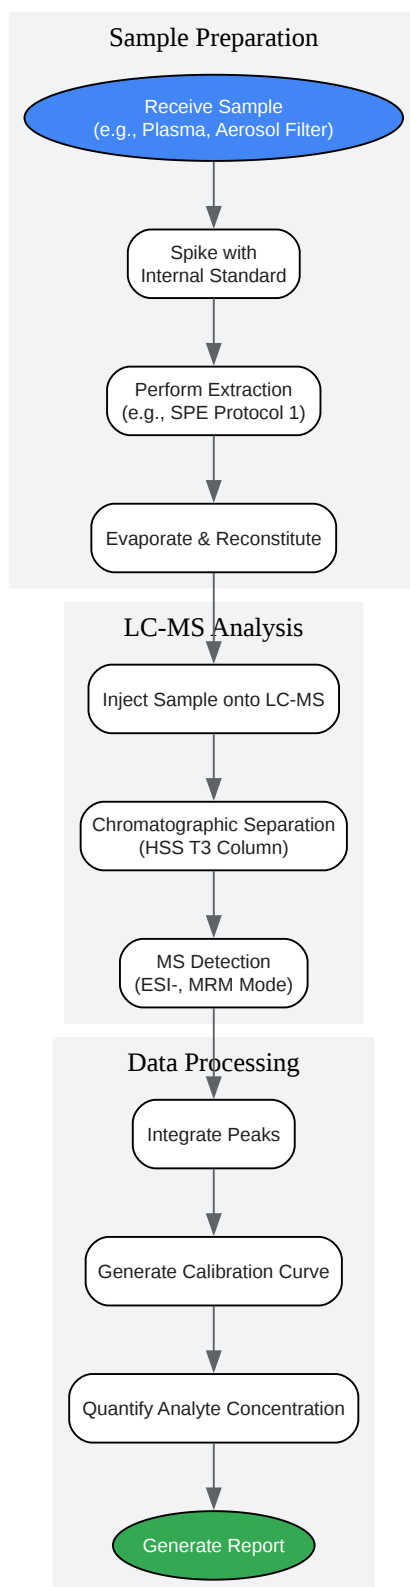 Sample Preparation
Receive Sample
(e.g., Plasma, Aerosol Filter)
Spike with
Internal Standard
Perform Extraction
(e.g., SPE Protocol 1)
Evaporate & Reconstitute
LC-MS Analysis
Inject Sample onto LC-MS
Chromatographic Separation
(HSS T3 Column)
MS Detection
(ESI-, MRM Mode)
Data Processing
Integrate Peaks
Generate Calibration Curve
Quantify Analyte Concentration
Generate Report